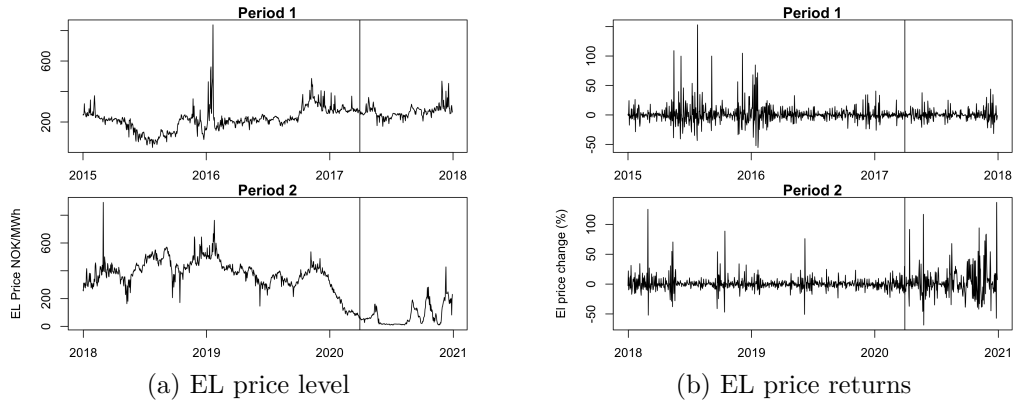 Period 1
600
200
2015 2016 2017 2018
Period 2
EL Price NOK/MWh
600
200
0
2018 2019 2020 2021
(a) EL price level
Period 1
100
50
0
-50
2015 2016 2017 2018
Period 2
El price change (%)
100
50
0
-50
2018 2019 2020 2021
(b) EL price returns